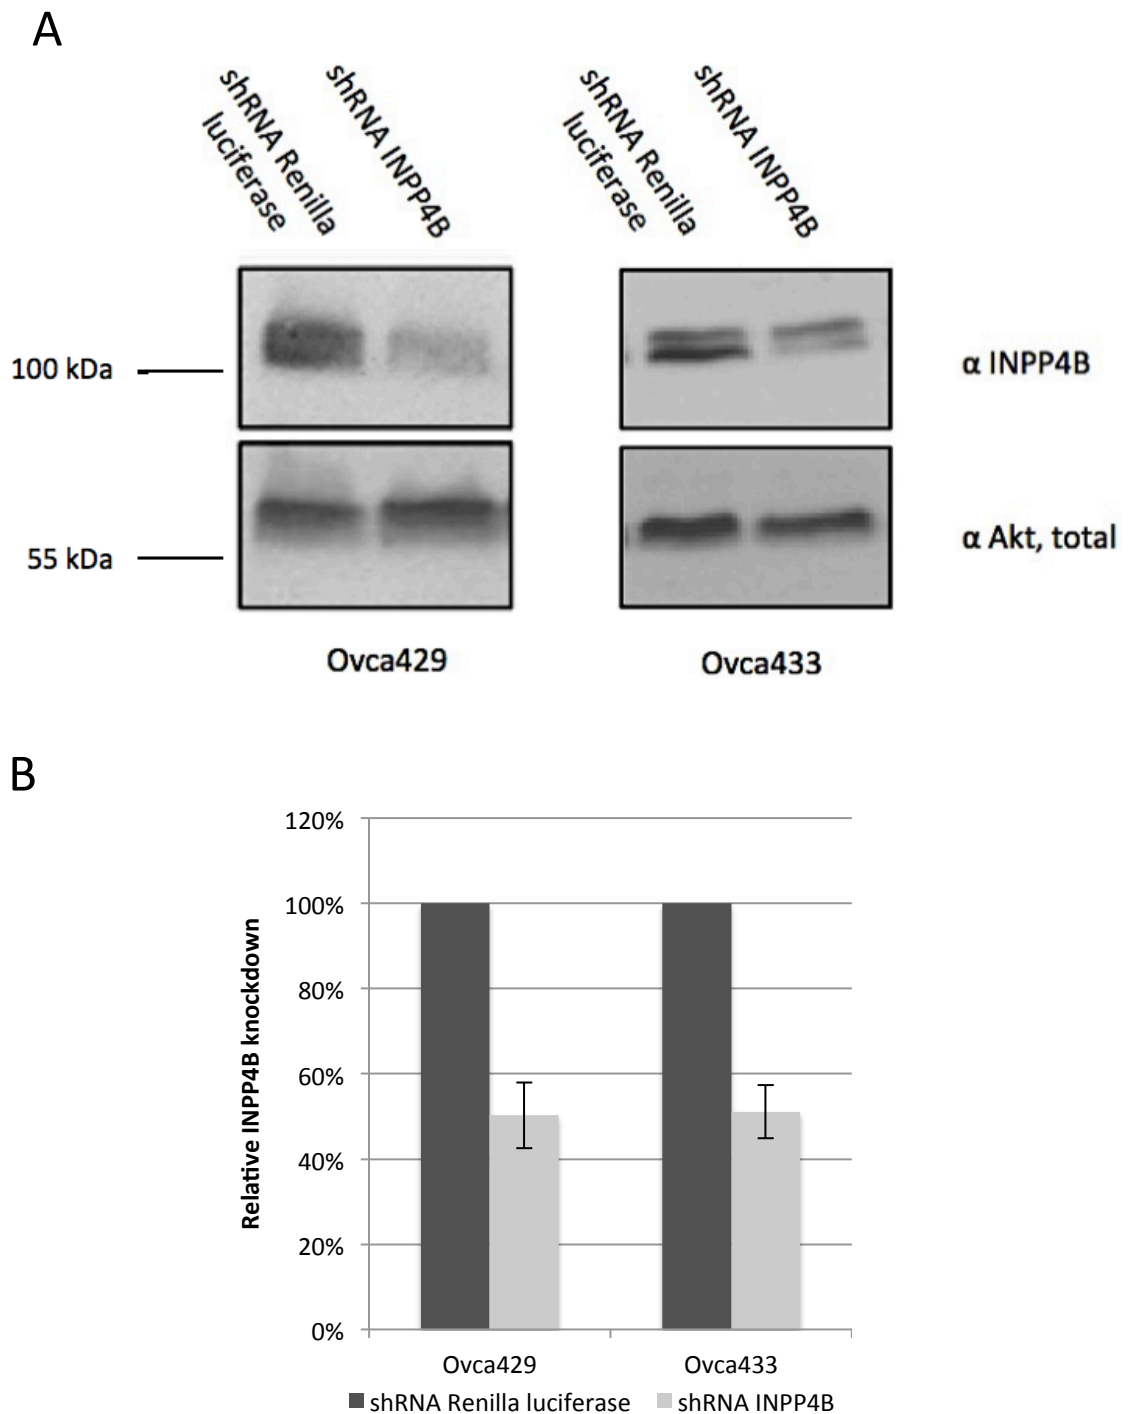 A
shRNA Renilla
luciferase
shRNA INPP4B
shRNA Renilla
luciferase
shRNA INPP4B
100 kDa
α INPP4B
55 kDa
α Akt, total
Ovca429
Ovca433
B
120%
100%
80%
60%
40%
20%
0%
Relative INPP4B knockdown
Ovca429
Ovca433
shRNA Renilla luciferase
shRNA INPP4B